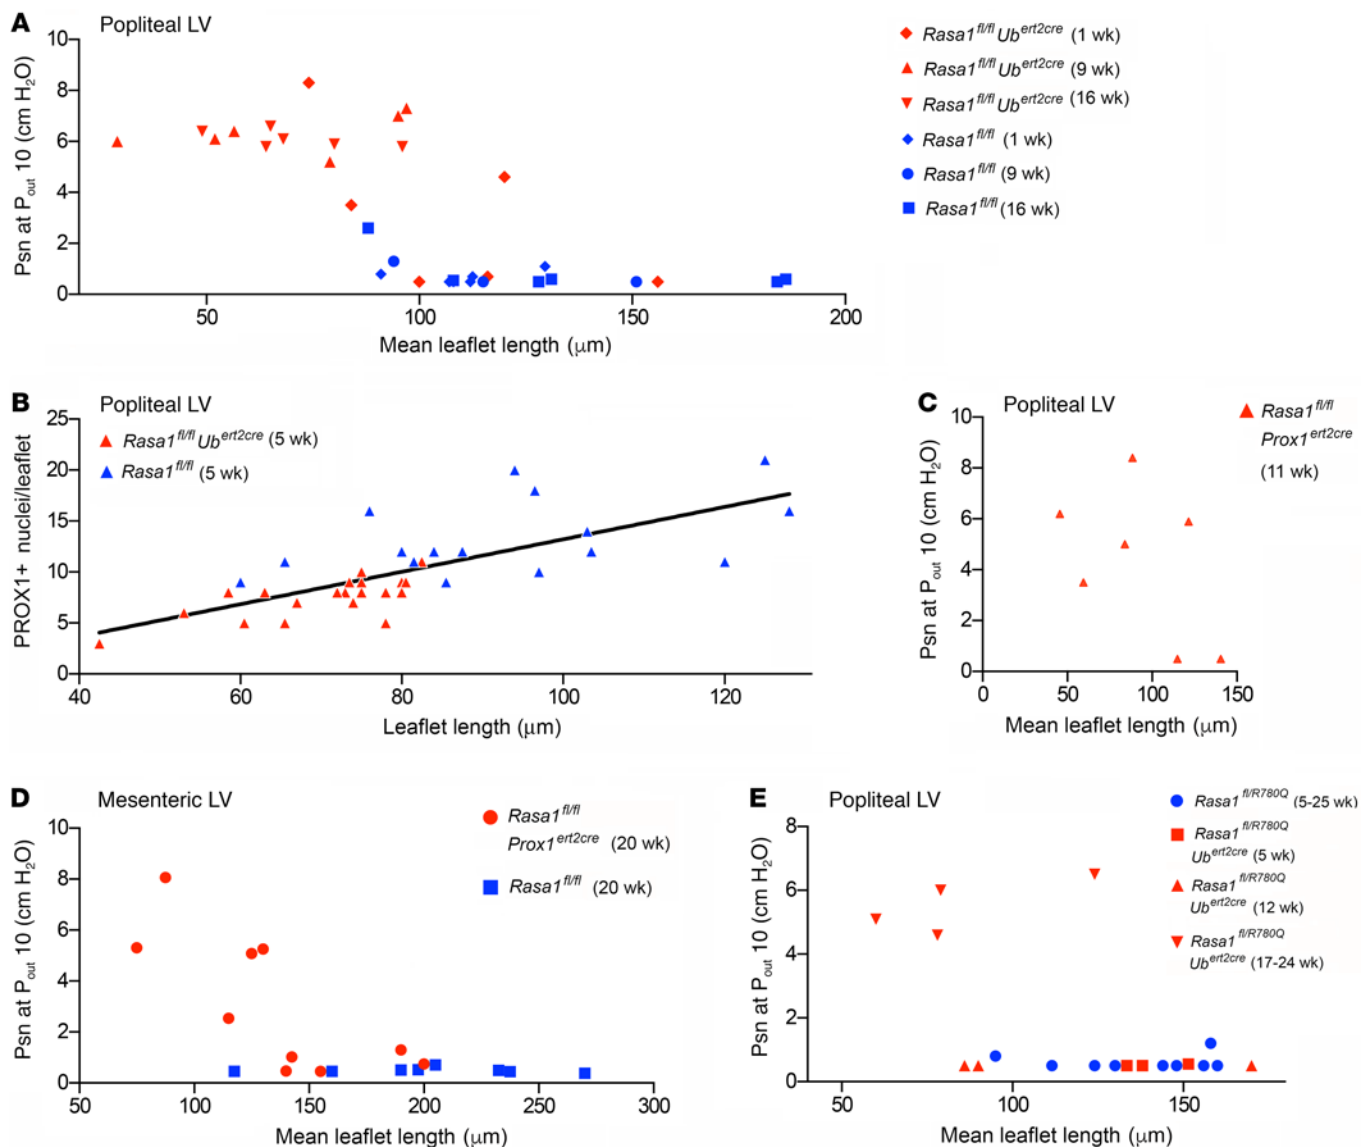 A
Popliteal LV
Psn at Pout 10 (cm H2O)
10
8
6
4
2
0
50
100
150
200
Mean leaflet length (μm)
Rasa1fl/fl Ubert2cre (1 wk)
Rasa1fl/fl Ubert2cre (9 wk)
Rasa1fl/fl Ubert2cre (16 wk)
Rasa1fl/fl (1 wk)
Rasa1fl/fl (9 wk)
Rasa1fl/fl (16 wk)
B
Popliteal LV
Rasa1fl/fl Ubert2cre (5 wk)
Rasa1fl/fl (5 wk)
PROX1+ nuclei/leaflet
25
20
15
10
5
0
40
60
80
100
120
Leaflet length (μm)
C
Popliteal LV
Rasa1fl/fl
Prox1ert2cre
(11 wk)
Psn at Pout 10 (cm H2O)
10
8
6
4
2
0
0
50
100
150
Mean leaflet length (μm)
D
Mesenteric LV
Rasa1fl/fl
Prox1ert2cre (20 wk)
Rasa1fl/fl (20 wk)
Psn at Pout 10 (cm H2O)
10
8
6
4
2
0
50
100
150
200
250
300
Mean leaflet length (μm)
E
Popliteal LV
Rasa1fl/R780Q (5-25 wk)
Rasa1fl/R780Q
Ubert2cre (5 wk)
Rasa1fl/R780Q
Ubert2cre (12 wk)
Rasa1fl/R780Q
Ubert2cre (17-24 wk)
Psn at Pout 10 (cm H2O)
8
6
4
2
0
50
100
150
Mean leaflet length (μm)